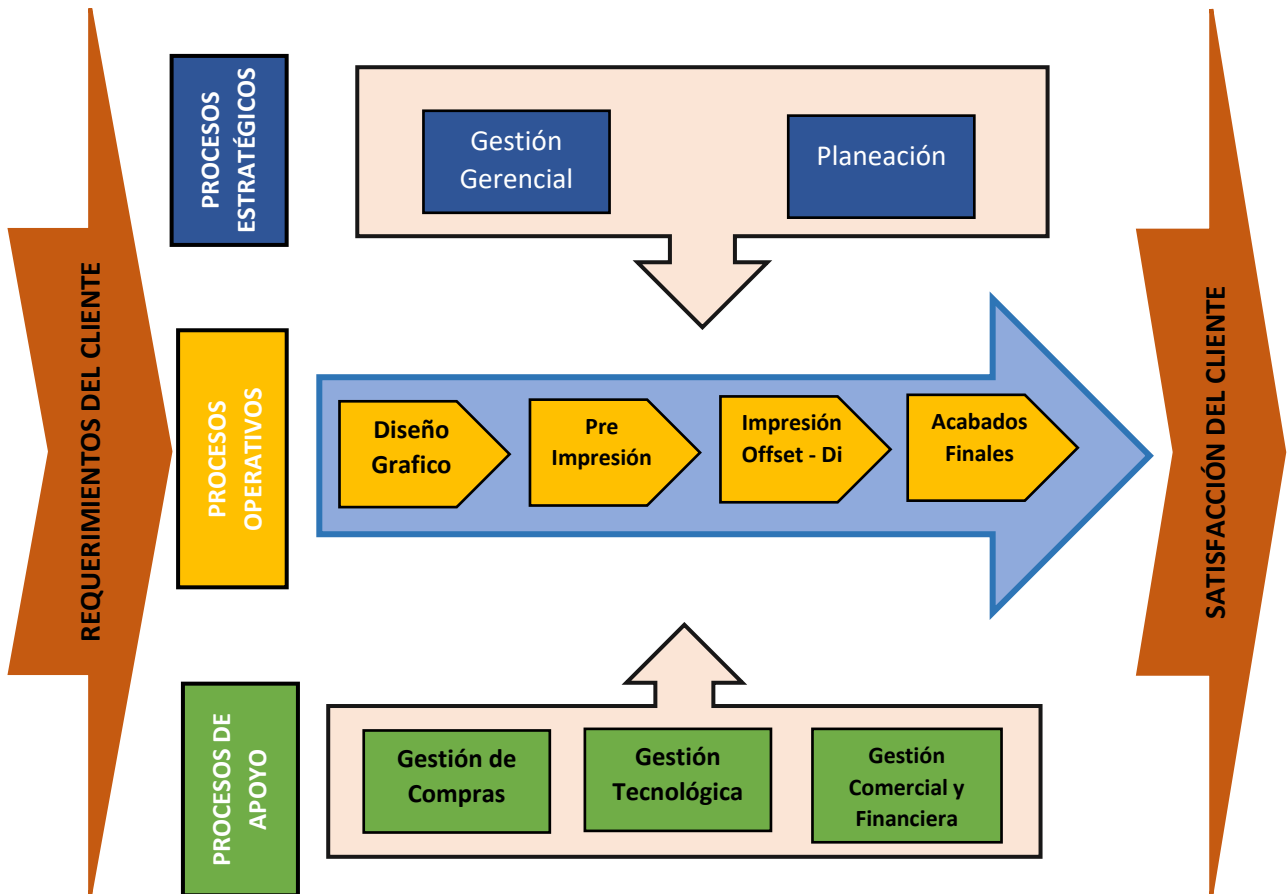 REQUERIMIENTOS DEL CLIENTE
PROCESOS
ESTRATÉGICOS
Gestión
Gerencial
Planeación
PROCESOS
OPERATIVOS
Diseño
Grafico
Pre
Impresión
Impresión
Offset - Di
Acabados
Finales
PROCESOS DE
APOYO
Gestión de
Compras
Gestión
Tecnológica
Gestión
Comercial y
Financiera
SATISFACCIÓN DEL CLIENTE